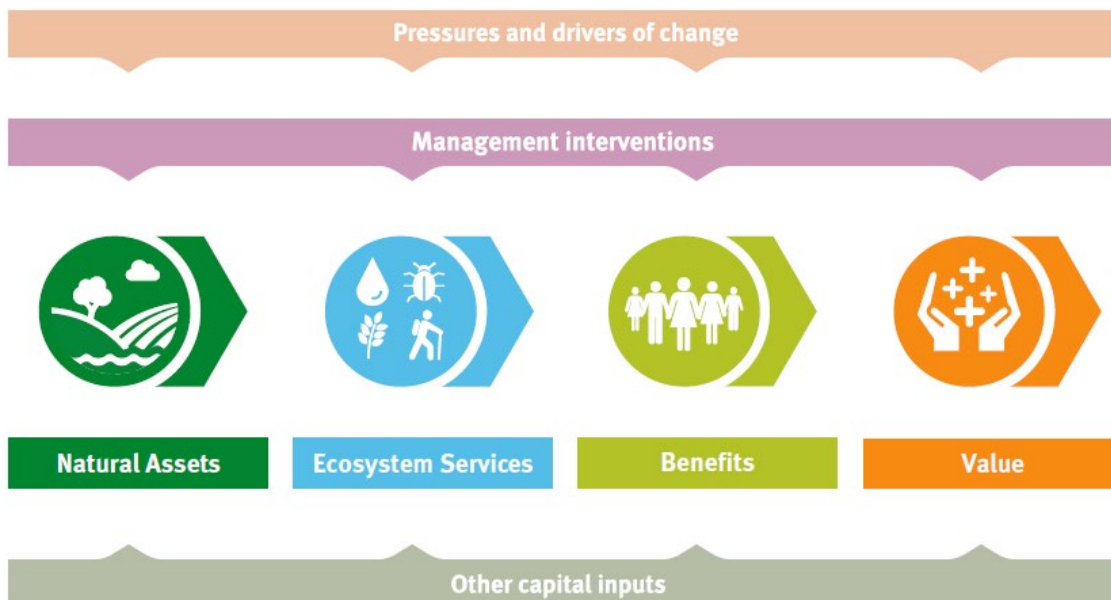 Pressures and drivers of change
Management interventions
Natural Assets
Ecosystem Services
Benefits
Value
Other capital inputs